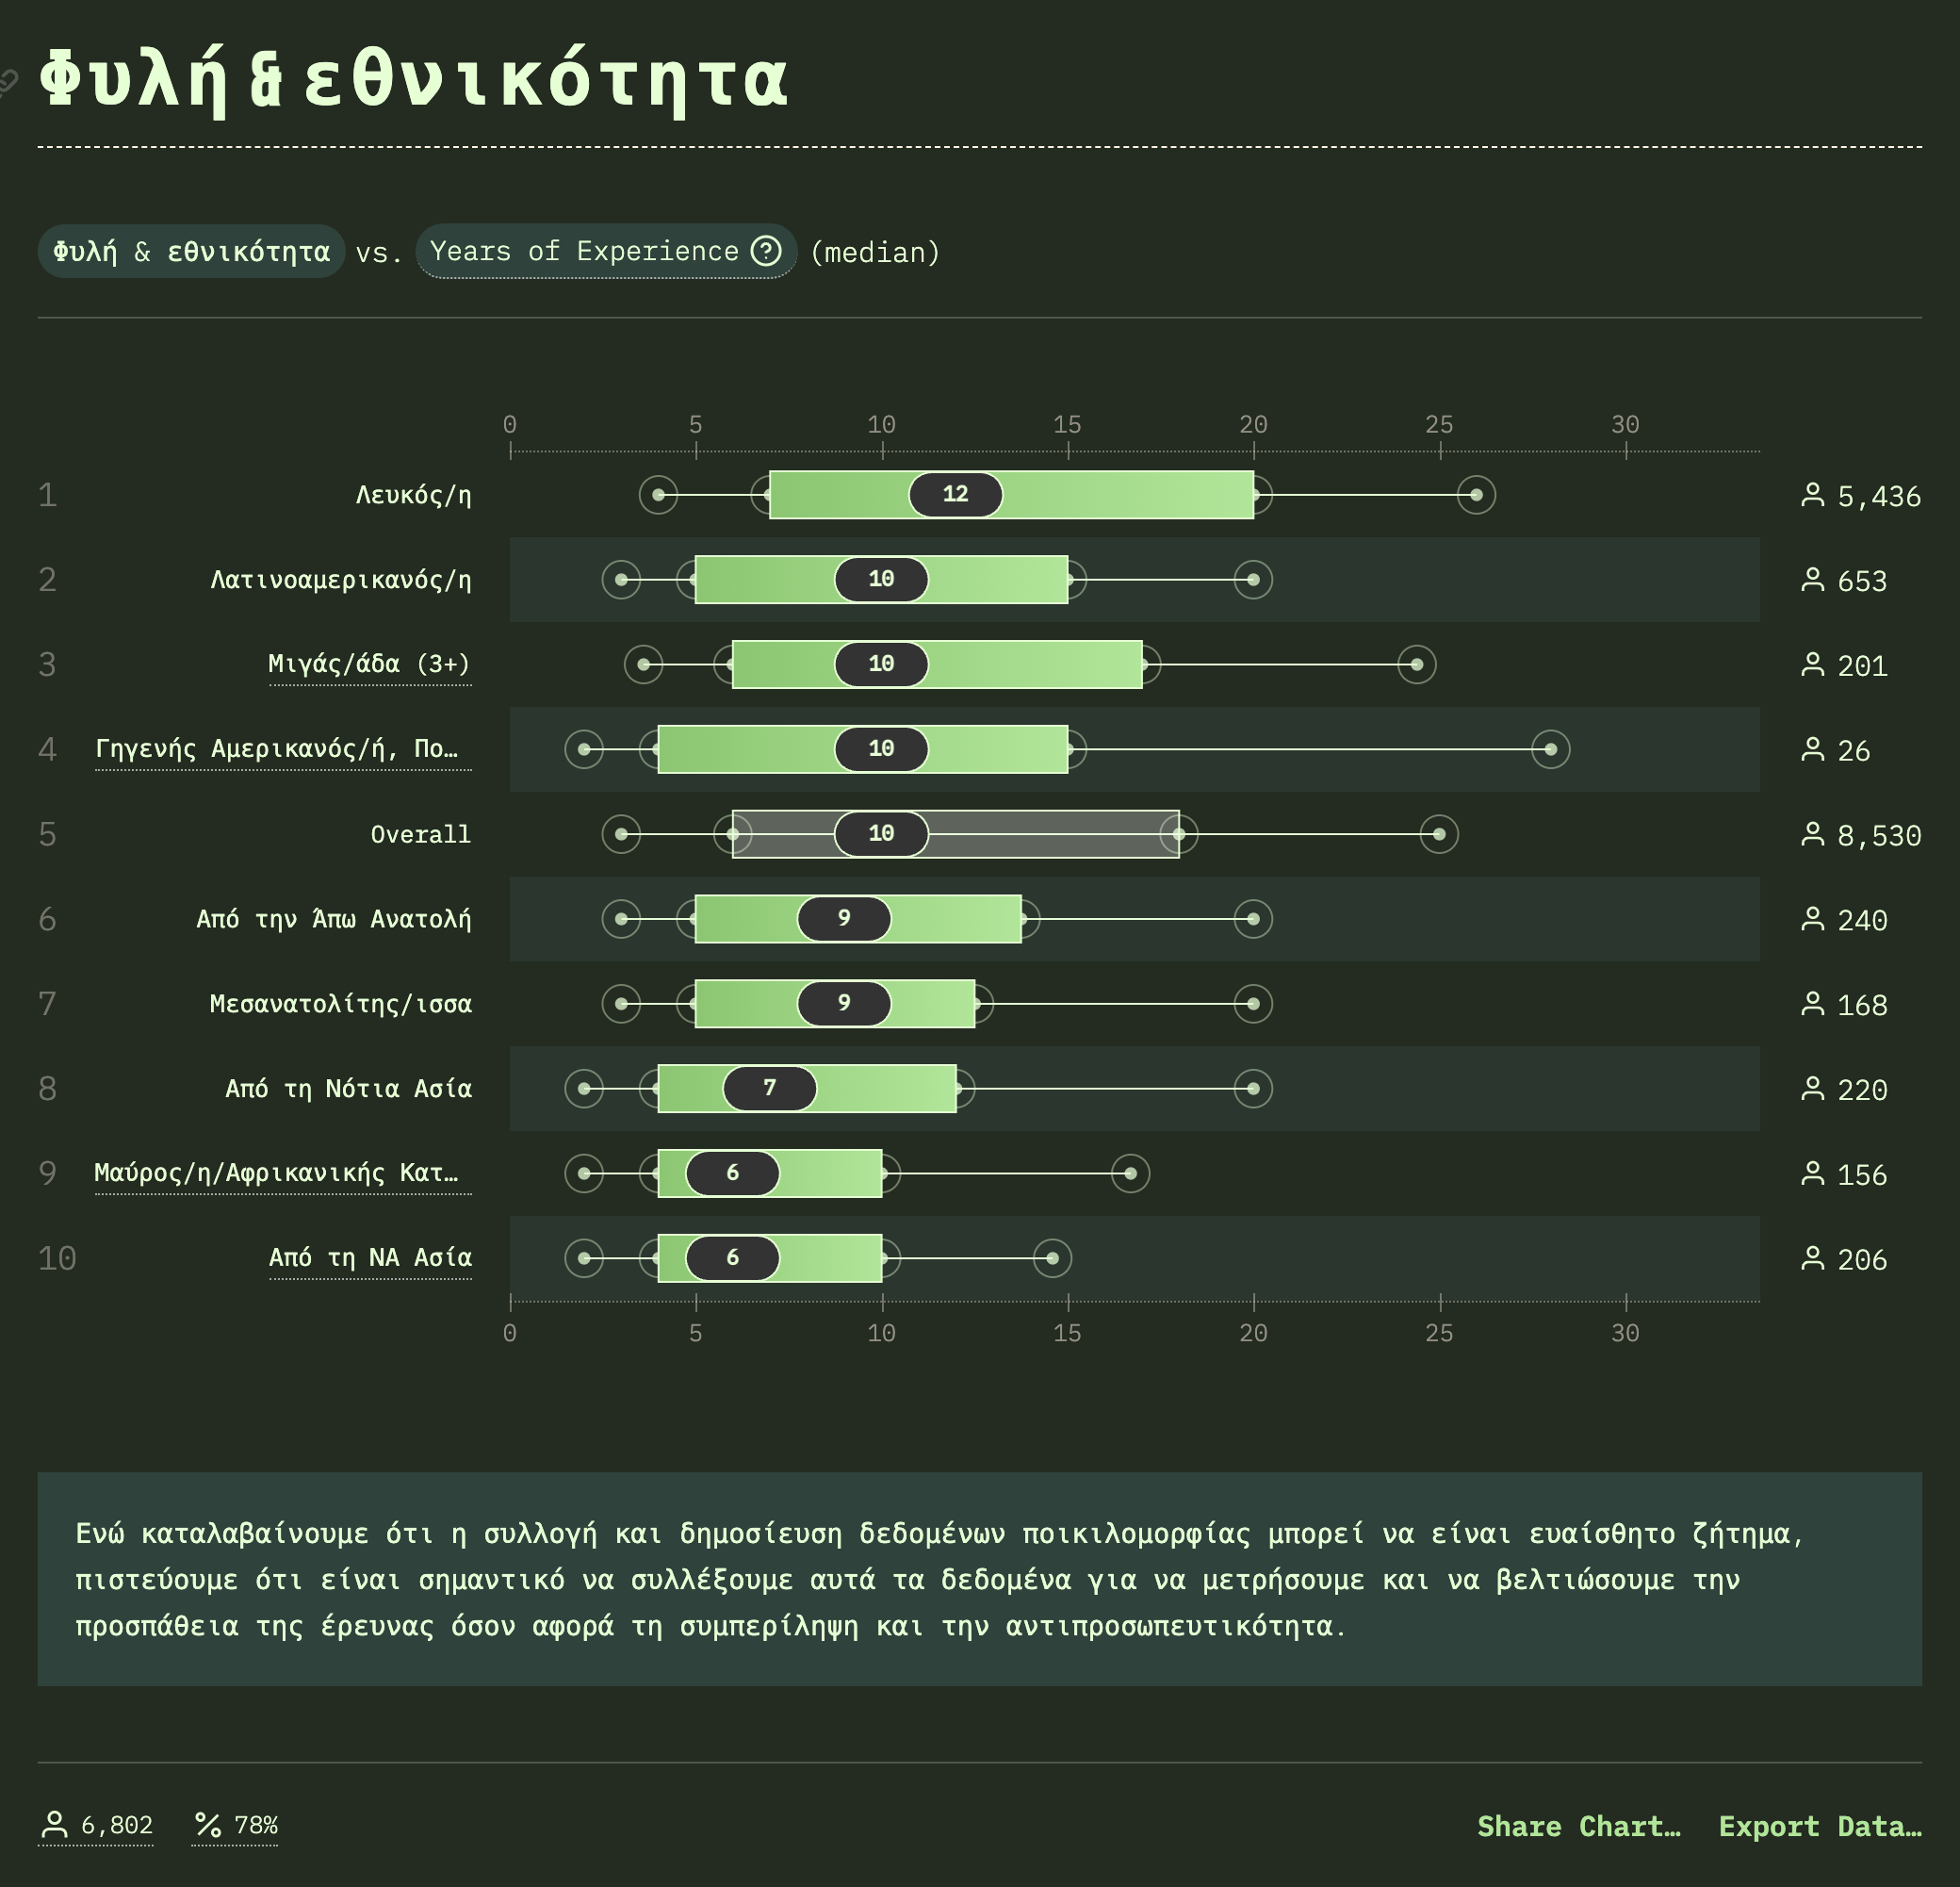 Φυλή & εθνικότητα
Φυλή & εθνικότητα vs. Years of Experience (median)
0 5 10 15 20 25 30
1 Λευκός/η 12 5,436
2 Λατινοαμερικανός/η 10 653
3 Μιγάς/άδα (3+) 10 201
4 Γηγενής Αμερικανός/ή, Πο… 10 26
5 Overall 10 8,530
6 Από την Άπω Ανατολή 9 240
7 Μεσανατολίτης/ισσα 9 168
8 Από τη Νότια Ασία 7 220
9 Μαύρος/η/Αφρικανικής Κατ… 6 156
10 Από τη ΝΑ Ασία 6 206
0 5 10 15 20 25 30
Ενώ καταλαβαίνουμε ότι η συλλογή και δημοσίευση δεδομένων ποικιλομορφίας μπορεί να είναι ευαίσθητο ζήτημα,
πιστεύουμε ότι είναι σημαντικό να συλλέξουμε αυτά τα δεδομένα για να μετρήσουμε και να βελτιώσουμε την
προσπάθεια της έρευνας όσον αφορά τη συμπερίληψη και την αντιπροσωπευτικότητα.
6,802 78% Share Chart… Export Data…